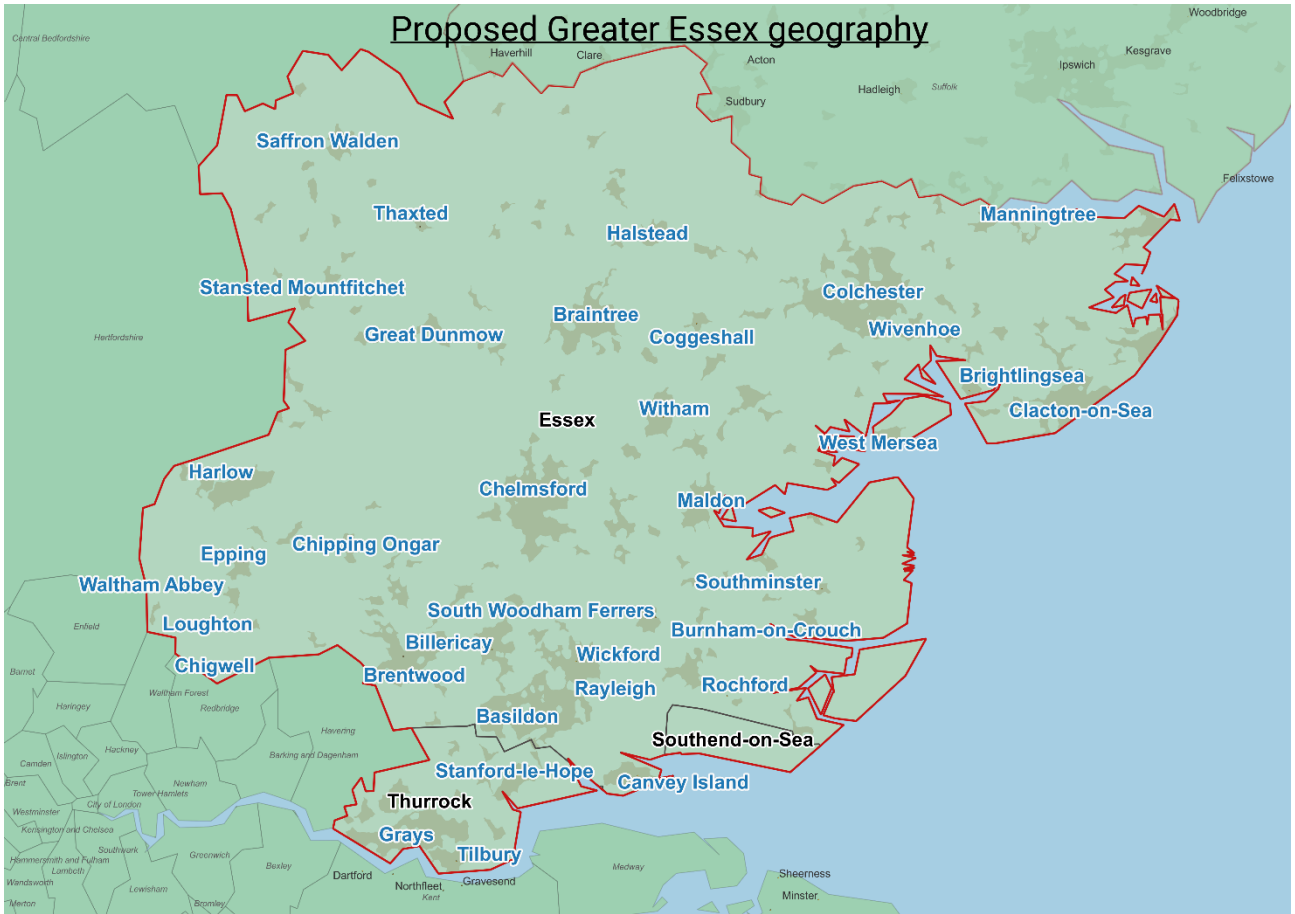 Proposed Greater Essex geography
Woodbridge
Central Bedfordshire
Haverhill
Clare
Acton
Kesgrave
Ipswich
Hadleigh
Suffolk
Sudbury
Saffron Walden
Felixstowe
Thaxted
Manningtree
Halstead
Stansted Mountfitchet
Colchester
Braintree
Wivenhoe
Hertfordshire
Great Dunmow
Coggeshall
Brightlingsea
Witham
Clacton-on-Sea
Essex
West Mersea
Harlow
Chelmsford
Maldon
Chipping Ongar
Epping
Waltham Abbey
Southminster
South Woodham Ferrers
Enfield
Loughton
Burnham-on-Crouch
Billericay
Wickford
Chigwell
Barnet
Brentwood
Waltham Forest
Rayleigh
Rochford
Haringey
Redbridge
Basildon
Havering
Southend-on-Sea
Hackney
Islington
Barking and Dagenham
Camden
Stanford-le-Hope
Canvey Island
Brent
Newham
Tower Hamlets
City of London
Thurrock
Westminster
Kensington and Chelsea
Grays
Southwark
Greenwich
Tilbury
Hammersmith and Fulham
Lambeth
Bexley
Medway
Dartford
Sheerness
Wandsworth
Lewisham
Northfleet
Gravesend
Kent
Minster
Merton
Bromley